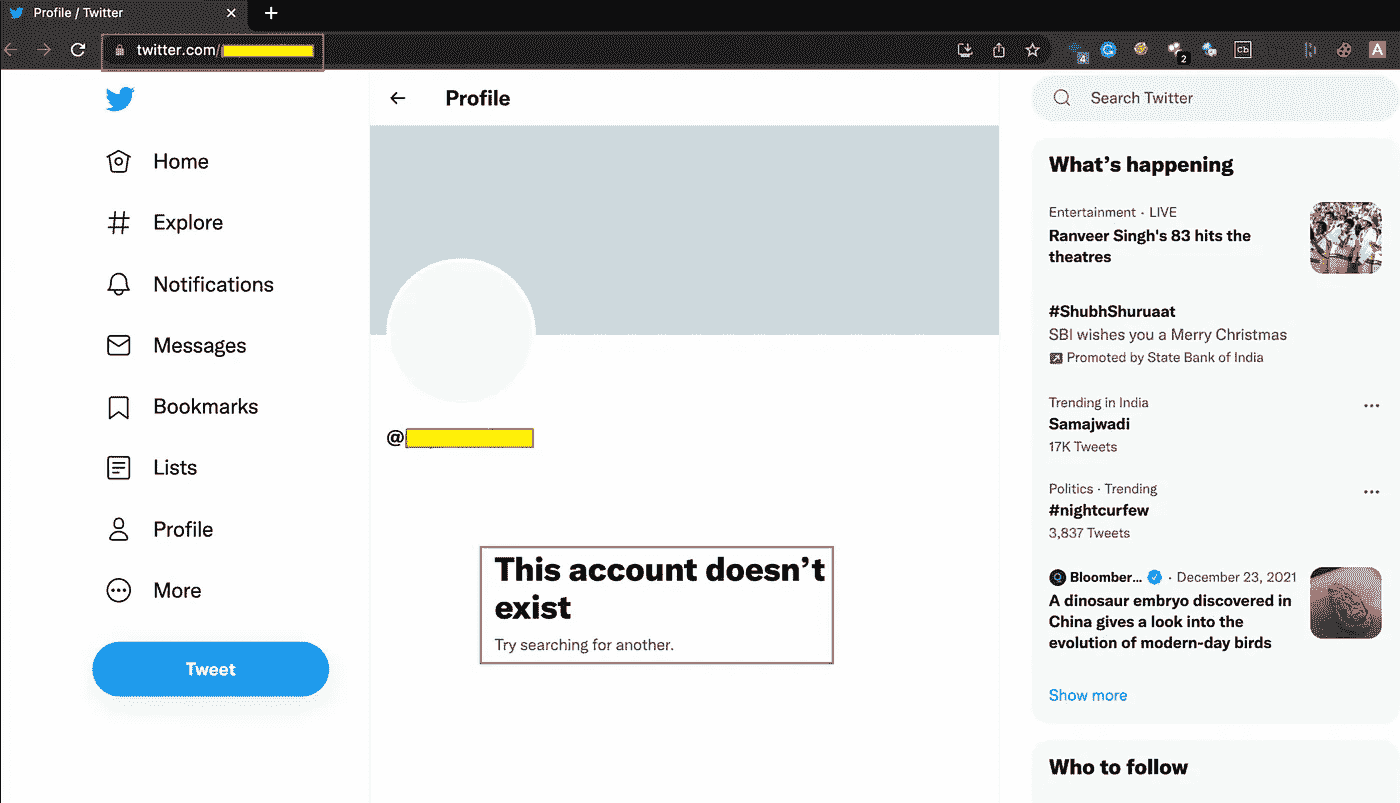 Profile / Twitter
twitter.com/
4
2
Cb
A
Home
Explore
Notifications
Messages
Bookmarks
Lists
Profile
More
Tweet
Profile
@
This account doesn’t
exist
Try searching for another.
Search Twitter
What’s happening
Entertainment · LIVE
Ranveer Singh's 83 hits the
theatres
#ShubhShuruaat
SBI wishes you a Merry Christmas
Promoted by State Bank of India
Trending in India
Samajwadi
17K Tweets
Politics · Trending
#nightcurfew
3,837 Tweets
Bloomber... · December 23, 2021
A dinosaur embryo discovered in
China gives a look into the
evolution of modern-day birds
Show more
Who to follow